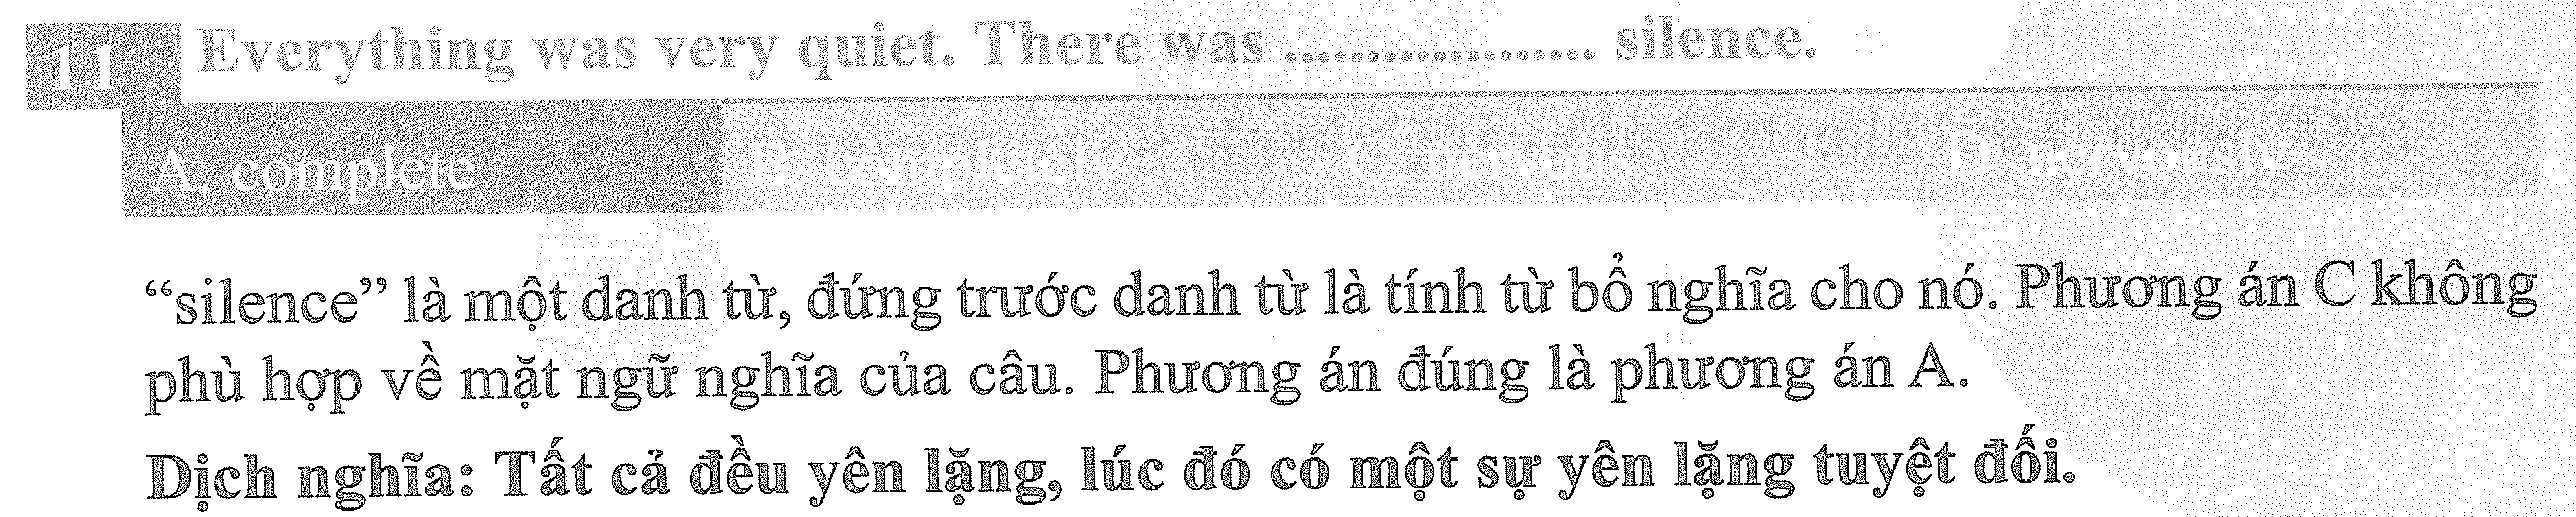 11 Everything was very quiet. There was .................. silence.
A. complete B. completely C. nervous D. nervously
“silence” là một danh từ, đứng trước danh từ là tính từ bổ nghĩa cho nó. Phương án C không
phù hợp về mặt ngữ nghĩa của câu. Phương án đúng là phương án A.
Dịch nghĩa: Tất cả đều yên lặng, lúc đó có một sự yên lặng tuyệt đối.